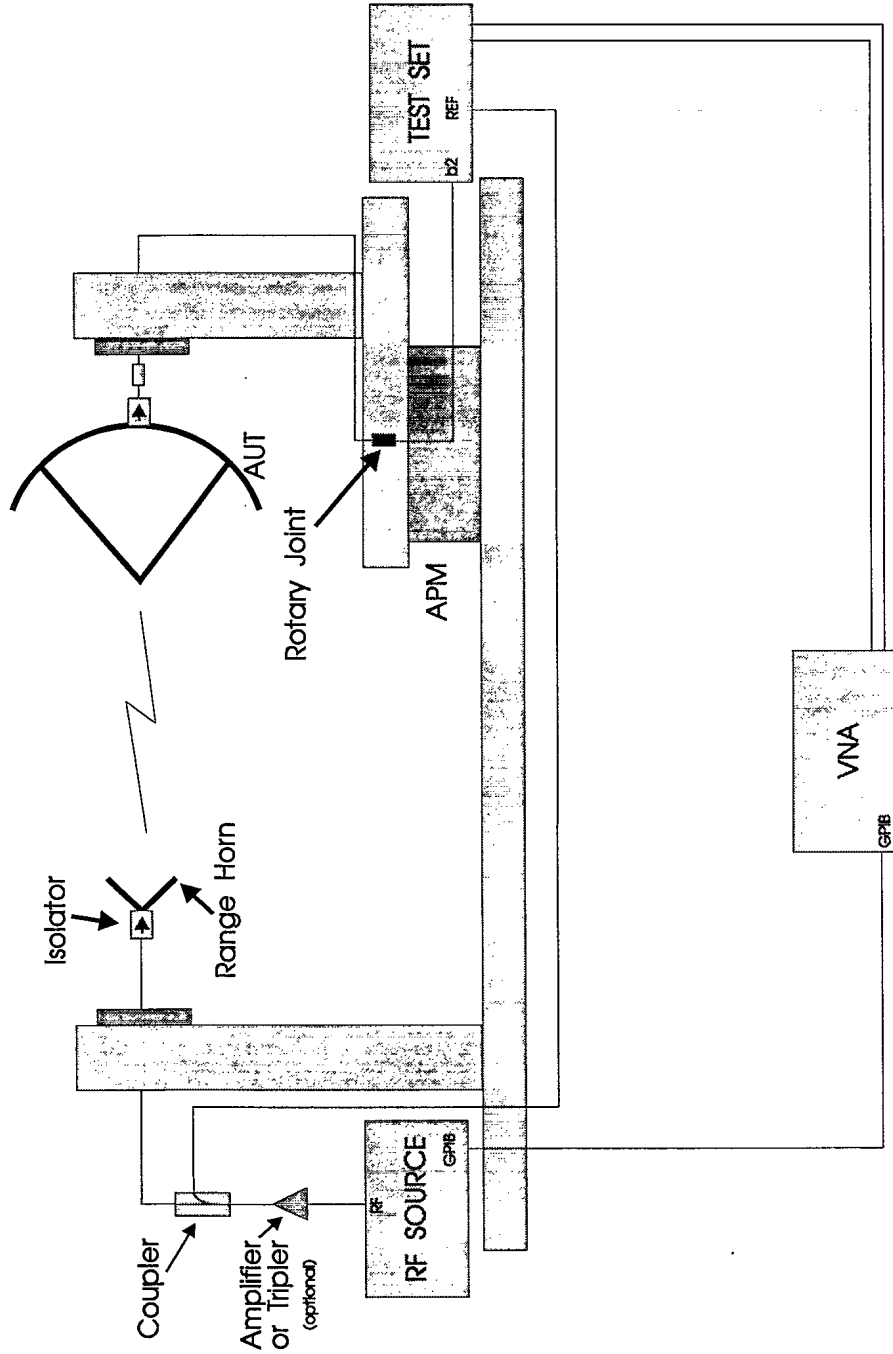 Isolator
Range Horn
AUT
Coupler
Amplifier
or Tripler
(optional)
RF
RF SOURCE
GPIB
Rotary Joint
APM
TEST SET
b2
REF
VNA
GPIB